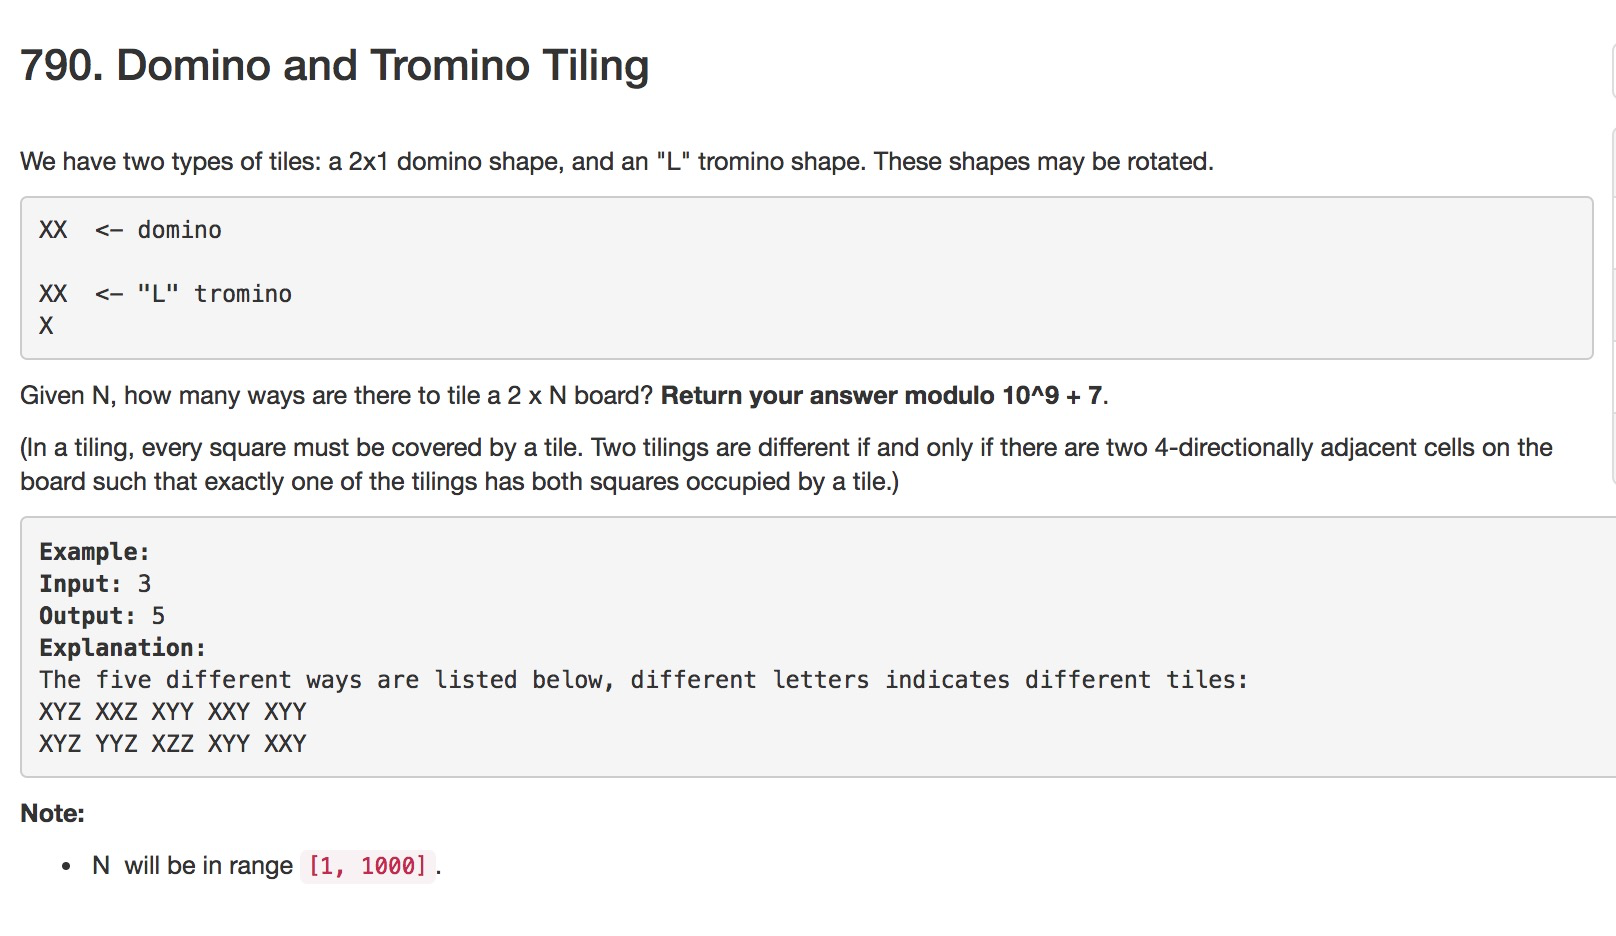 790. Domino and Tromino Tiling
We have two types of tiles: a 2x1 domino shape, and an "L" tromino shape. These shapes may be rotated.
XX  <- domino
XX  <- "L" tromino
X
Given N, how many ways are there to tile a 2 x N board? Return your answer modulo 10^9 + 7.
(In a tiling, every square must be covered by a tile. Two tilings are different if and only if there are two 4-directionally adjacent cells on the
board such that exactly one of the tilings has both squares occupied by a tile.)
Example:
Input: 3
Output: 5
Explanation:
The five different ways are listed below, different letters indicates different tiles:
XYZ XXZ XYY XXY XYY
XYZ YYZ XZZ XYY XXY
Note:
• N will be in range [1, 1000].